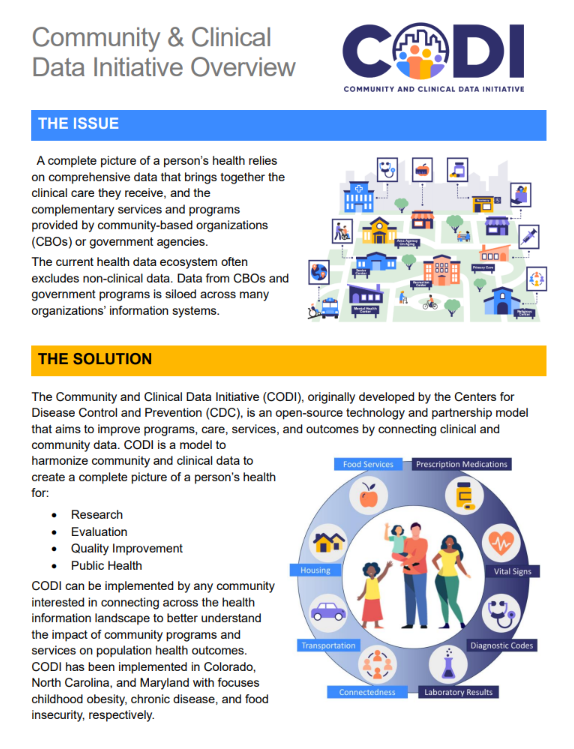 Community & Clinical
Data Initiative Overview
CODI
COMMUNITY AND CLINICAL DATA INITIATIVE
THE ISSUE
A complete picture of a person's health relies
on comprehensive data that brings together the
clinical care they receive, and the
complementary services and programs
provided by community-based organizations
(CBOs) or government agencies.
The current health data ecosystem often
excludes non-clinical data. Data from CBOs and
government programs is siloed across many
organizations' information systems.
Primary Care
Mental Health
Center
Religious
Center
THE SOLUTION
The Community and Clinical Data Initiative (CODI), originally developed by the Centers for
Disease Control and Prevention (CDC), is an open-source technology and partnership model
that aims to improve programs, care, services, and outcomes by connecting clinical and
community data. CODI is a model to
harmonize community and clinical data to
create a complete picture of a person's health
for:
• Research
• Evaluation
• Quality Improvement
• Public Health
CODI can be implemented by any community
interested in connecting across the health
information landscape to better understand
the impact of community programs and
services on population health outcomes.
CODI has been implemented in Colorado,
North Carolina, and Maryland with focuses
childhood obesity, chronic disease, and food
insecurity, respectively.
Food Services
Prescription Medications
Housing
Vital Signs
Transportation
Diagnostic Codes
Connectedness
Laboratory Results